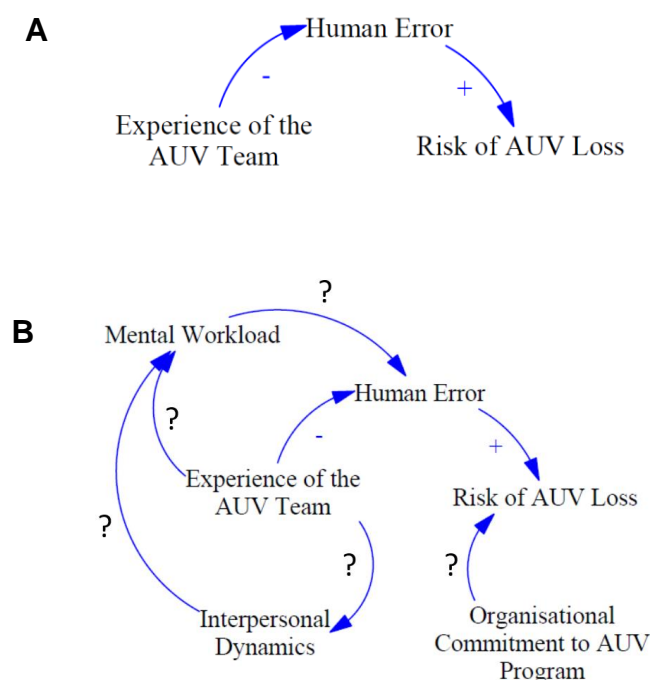 A
Human Error
-
+
Experience of the
AUV Team
Risk of AUV Loss
?
B
Mental Workload
Human Error
?
-
+
Experience of the
AUV Team
Risk of AUV Loss
?
?
?
Interpersonal
Dynamics
Organisational
Commitment to AUV
Program